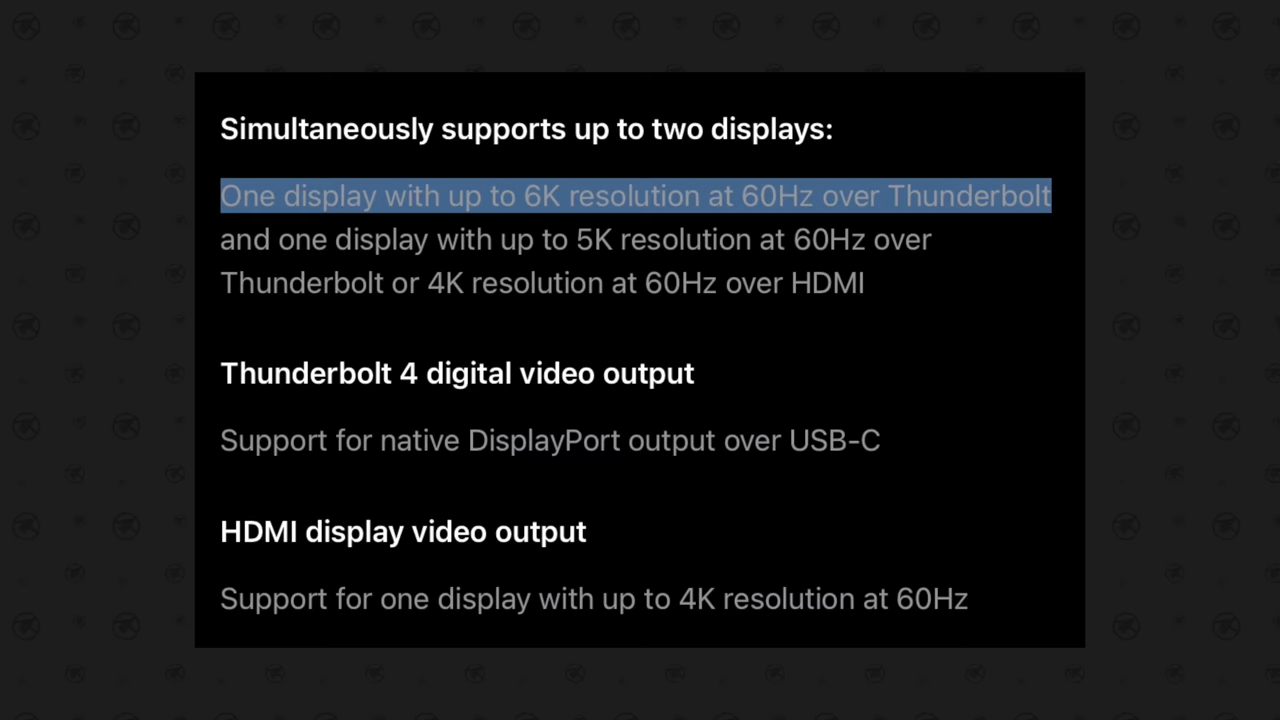 Simultaneously supports up to two displays:
One display with up to 6K resolution at 60Hz over Thunderbolt
and one display with up to 5K resolution at 60Hz over
Thunderbolt or 4K resolution at 60Hz over HDMI
Thunderbolt 4 digital video output
Support for native DisplayPort output over USB-C
HDMI display video output
Support for one display with up to 4K resolution at 60Hz